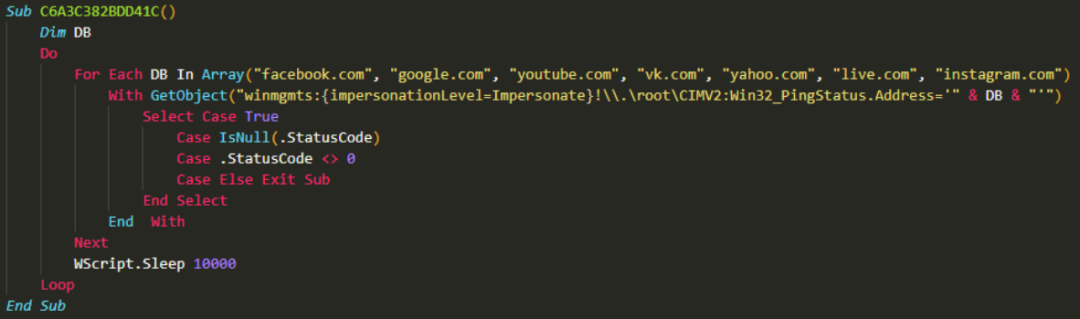 Sub C6A3C382BDD41C()
Dim DB
Do
For Each DB In Array("facebook.com", "google.com", "youtube.com", "vk.com", "yahoo.com", "live.com", "instagram.com")
With GetObject("winmgmts:{impersonationLevel=Impersonate}!\\.\root\CIMV2:Win32_PingStatus.Address='" & DB & "'")
Select Case True
Case IsNull(.StatusCode)
Case .StatusCode <> 0
Case Else Exit Sub
End Select
End  With
Next
WScript.Sleep 10000
Loop
End Sub